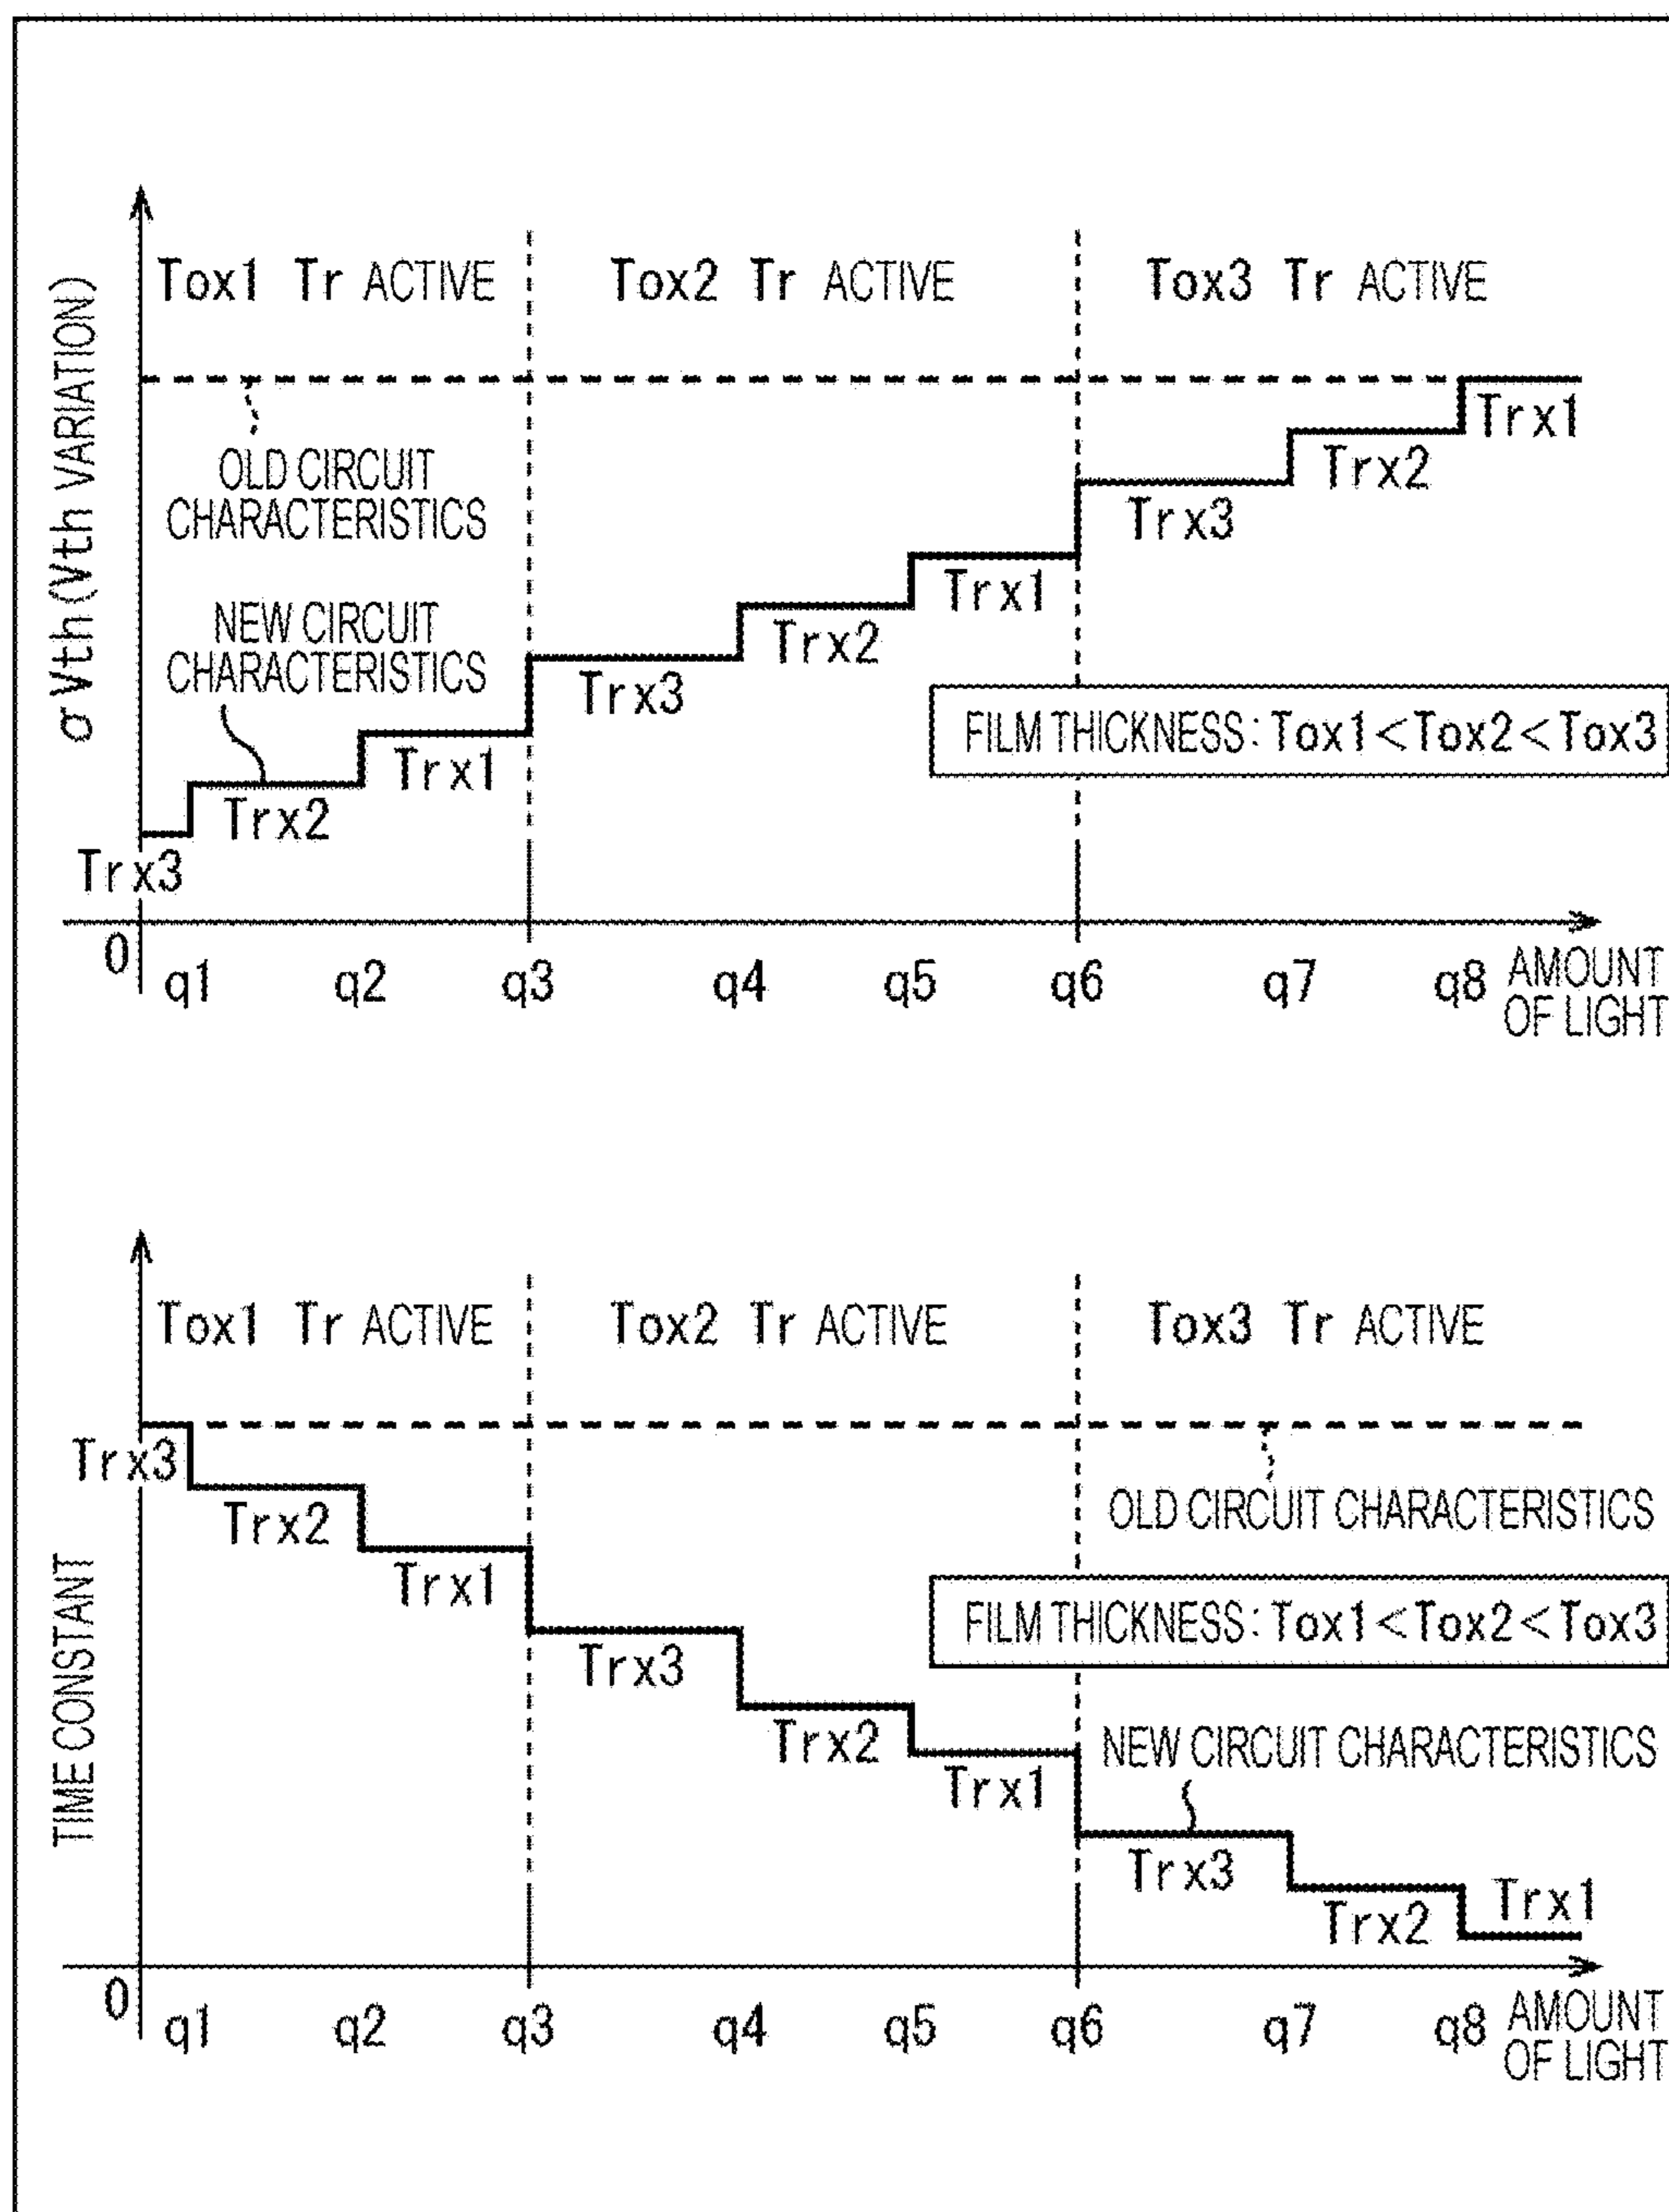 Tox1 Tr ACTIVE
Tox2 Tr ACTIVE
Tox3 Tr ACTIVE
σVth(Vth VARIATION)
OLD CIRCUIT
CHARACTERISTICS
NEW CIRCUIT
CHARACTERISTICS
Trx3
Trx2
Trx1
Trx3
Trx2
Trx1
Trx3
Trx2
Trx1
FILM THICKNESS: Tox1<Tox2<Tox3
0
q1
q2
q3
q4
q5
q6
q7
q8
AMOUNT
OF LIGHT
Tox1 Tr ACTIVE
Tox2 Tr ACTIVE
Tox3 Tr ACTIVE
TIME CONSTANT
Trx3
Trx2
Trx1
Trx3
Trx2
Trx1
OLD CIRCUIT CHARACTERISTICS
FILM THICKNESS: Tox1<Tox2<Tox3
NEW CIRCUIT CHARACTERISTICS
Trx3
Trx2
Trx1
0
q1
q2
q3
q4
q5
q6
q7
q8
AMOUNT
OF LIGHT